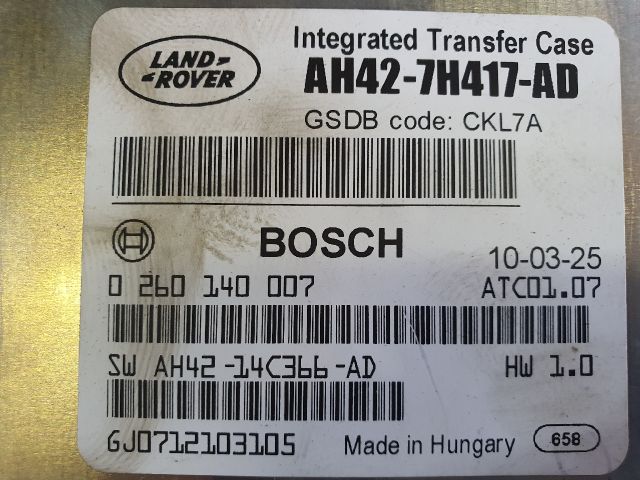 LAND
ROVER
Integrated Transfer Case
AH42-7H417-AD
GSDB code: CKL7A
BOSCH
10-03-25
0 260 140 007
ATC01.07
SW AH42-14C366-AD
HW 1.0
GJ0712103105
Made in Hungary
658